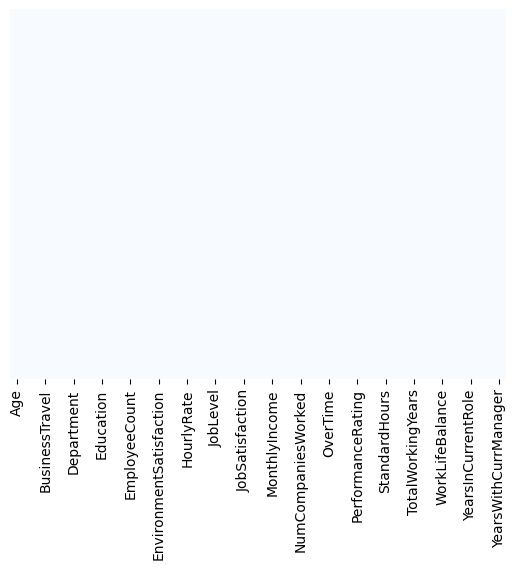 Age
BusinessTravel
Department
Education
EmployeeCount
EnvironmentSatisfaction
HourlyRate
JobLevel
JobSatisfaction
MonthlyIncome
NumCompaniesWorked
OverTime
PerformanceRating
StandardHours
TotalWorkingYears
WorkLifeBalance
YearsInCurrentRole
YearsWithCurrManager